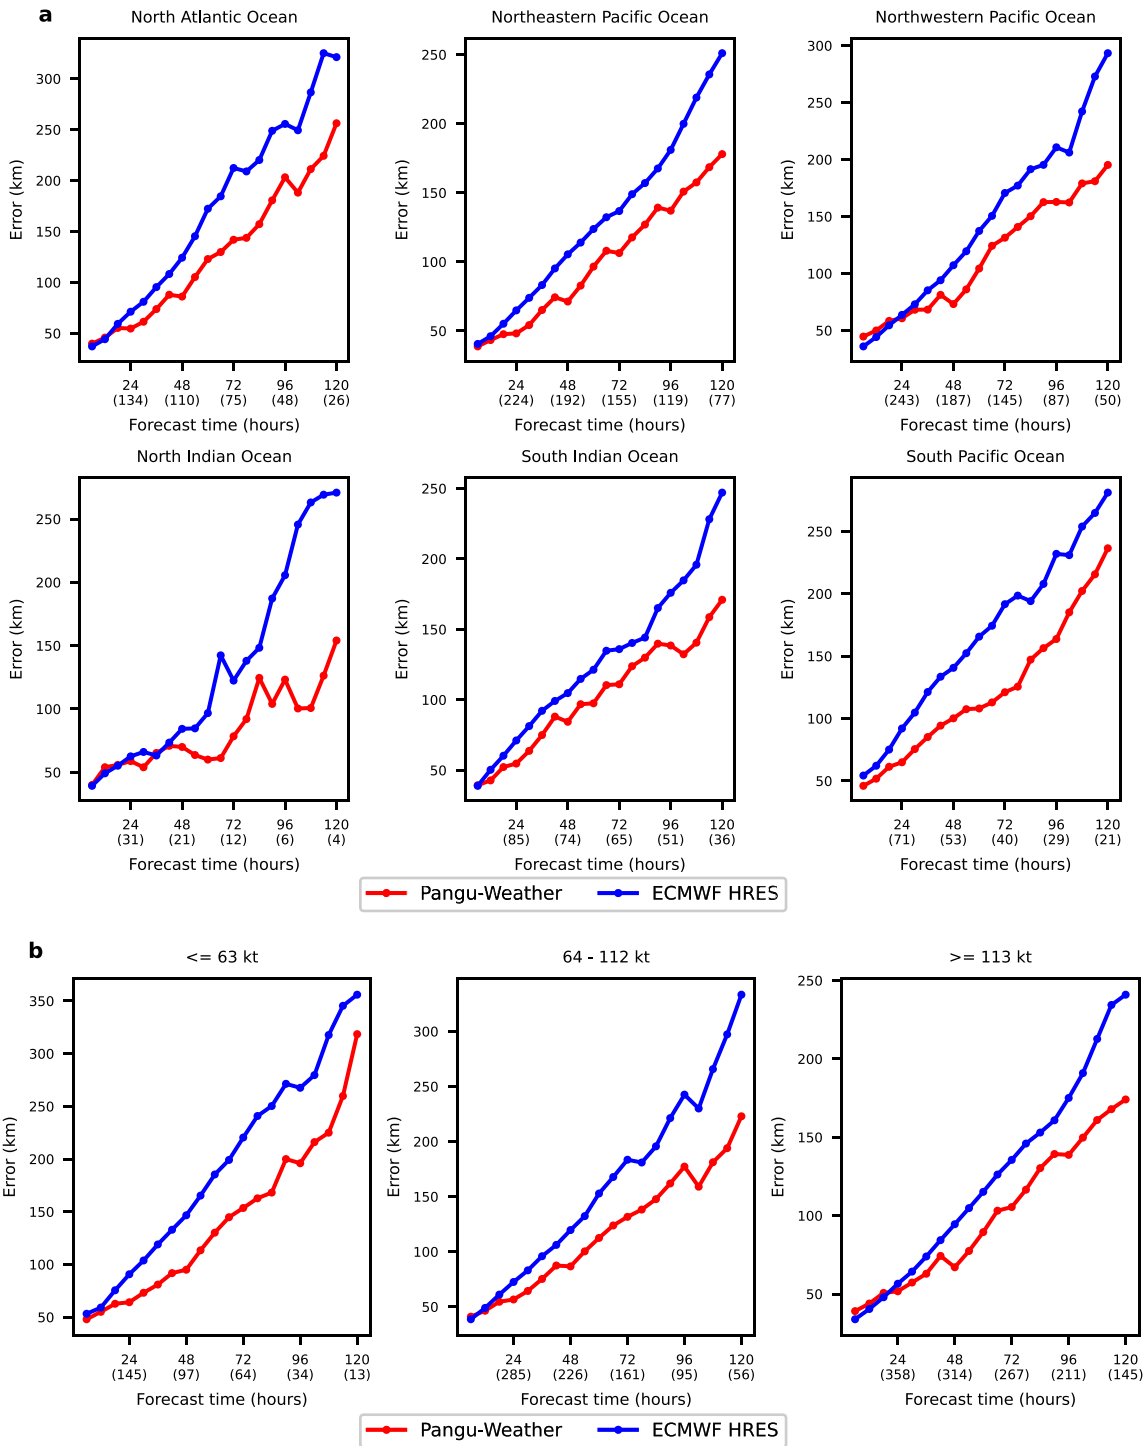 a
North Atlantic Ocean
Northeastern Pacific Ocean
Northwestern Pacific Ocean
Error (km)
300
250
200
150
100
50
24 48 72 96 120
(134) (110) (75) (48) (26)
Forecast time (hours)
Error (km)
250
200
150
100
50
24 48 72 96 120
(224) (192) (155) (119) (77)
Forecast time (hours)
Error (km)
300
250
200
150
100
50
24 48 72 96 120
(243) (187) (145) (87) (50)
Forecast time (hours)
North Indian Ocean
South Indian Ocean
South Pacific Ocean
Error (km)
250
200
150
100
50
24 48 72 96 120
(31) (21) (12) (6) (4)
Forecast time (hours)
Error (km)
250
200
150
100
50
24 48 72 96 120
(85) (74) (65) (51) (36)
Forecast time (hours)
Error (km)
250
200
150
100
50
24 48 72 96 120
(71) (53) (40) (29) (21)
Forecast time (hours)
Pangu-Weather ECMWF HRES
b
<= 63 kt
64 - 112 kt
>= 113 kt
Error (km)
350
300
250
200
150
100
50
24 48 72 96 120
(145) (97) (64) (34) (13)
Forecast time (hours)
Error (km)
300
250
200
150
100
50
24 48 72 96 120
(285) (226) (161) (95) (56)
Forecast time (hours)
Error (km)
250
200
150
100
50
24 48 72 96 120
(358) (314) (267) (211) (145)
Forecast time (hours)
Pangu-Weather ECMWF HRES